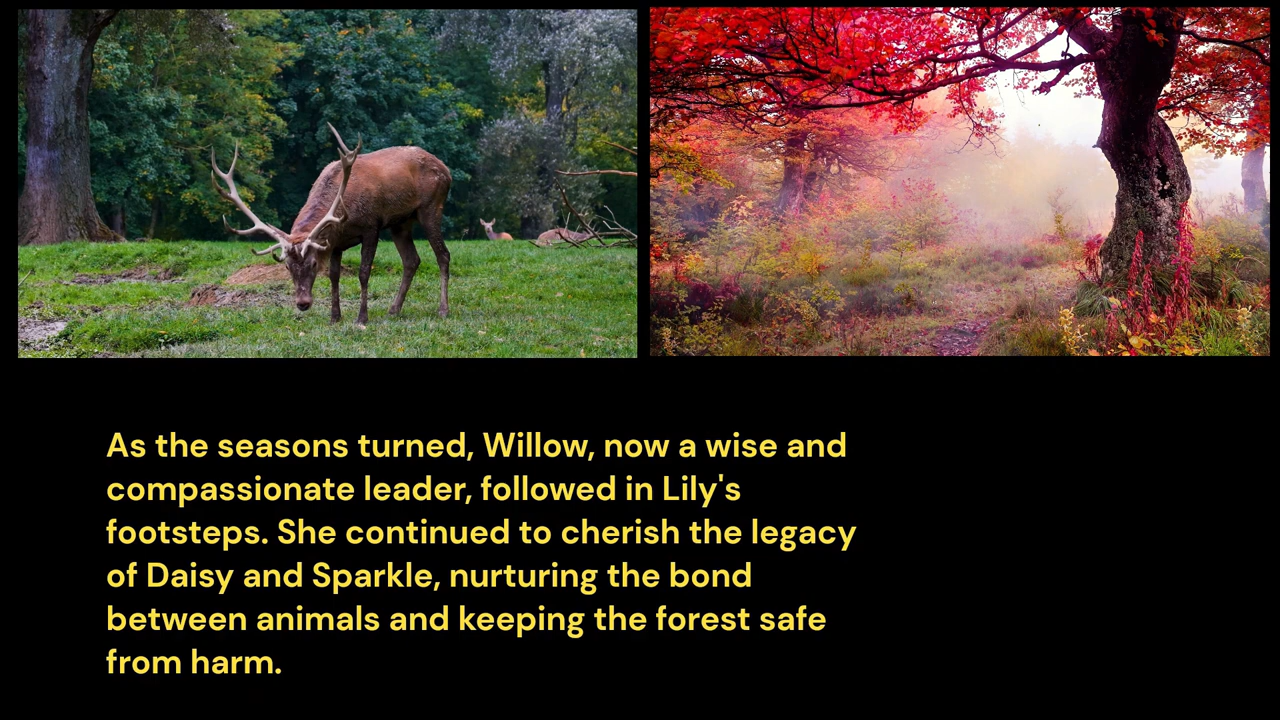 As the seasons turned, Willow, now a wise and
compassionate leader, followed in Lily's
footsteps. She continued to cherish the legacy
of Daisy and Sparkle, nurturing the bond
between animals and keeping the forest safe
from harm.